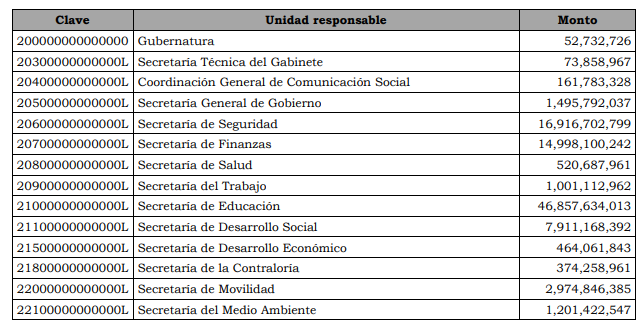 Clave Unidad responsable Monto
200000000000000 Gubernatura 52,732,726
20300000000000L Secretaría Técnica del Gabinete 73,858,967
20400000000000L Coordinación General de Comunicación Social 161,783,328
20500000000000L Secretaría General de Gobierno 1,495,792,037
20600000000000L Secretaría de Seguridad 16,916,702,799
20700000000000L Secretaría de Finanzas 14,998,100,242
20800000000000L Secretaría de Salud 520,687,961
20900000000000L Secretaría del Trabajo 1,001,112,962
21000000000000L Secretaría de Educación 46,857,634,013
21100000000000L Secretaría de Desarrollo Social 7,911,168,392
21500000000000L Secretaría de Desarrollo Económico 464,061,843
21800000000000L Secretaría de la Contraloría 374,258,961
22000000000000L Secretaría de Movilidad 2,974,846,385
22100000000000L Secretaría del Medio Ambiente 1,201,422,547